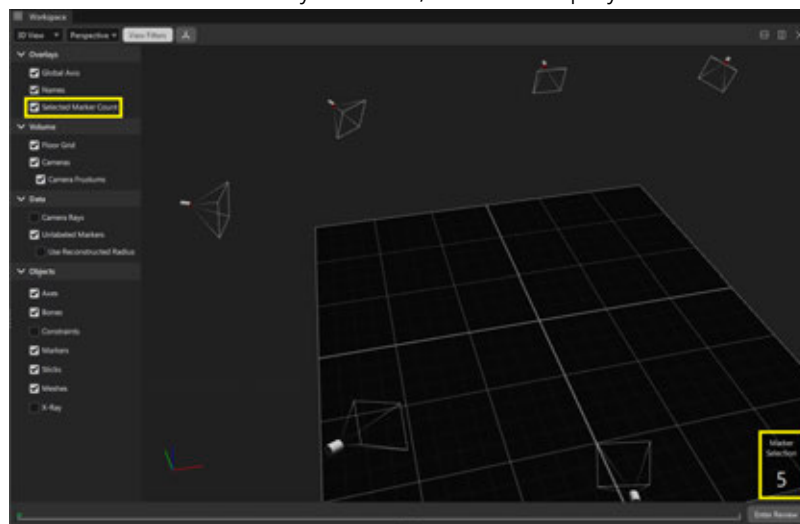 Workspace
3D View Perspective View Filters
Overlays
Global Axis
Names
Selected Marker Count
Volume
Floor Grid
Cameras
Camera Frustums
Data
Camera Rays
Unlabeled Markers
Use Reconstructed Radius
Objects
Axes
Bones
Constraints
Markers
Sticks
Meshes
X-Ray
Marker
Selection
5
Enter Review